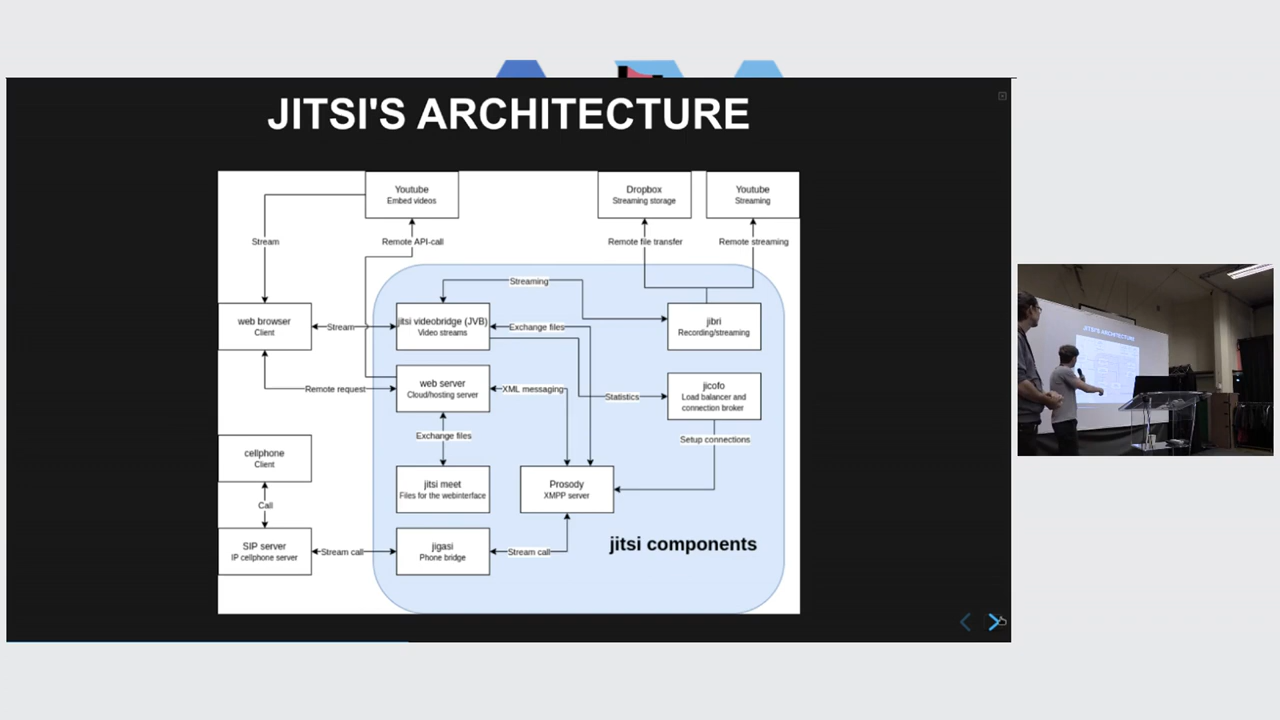 JITSI'S ARCHITECTURE
Youtube
Embed videos
Dropbox
Streaming storage
Youtube
Streaming
Stream
Remote API-call
Remote file transfer
Remote streaming
Streaming
web browser
Client
Stream
jitsi videobridge (JVB)
Video streams
Exchange files
jibri
Recording/streaming
Remote request
web server
Cloud/hosting server
XML messaging
Statistics
jicofo
Load balancer and
connection broker
Exchange files
Setup connections
cellphone
Client
jitsi meet
Files for the webinterface
Prosody
XMPP server
Call
SIP server
IP cellphone server
Stream call
jigasi
Phone bridge
Stream call
jitsi components
JITSI'S ARCHITECTURE